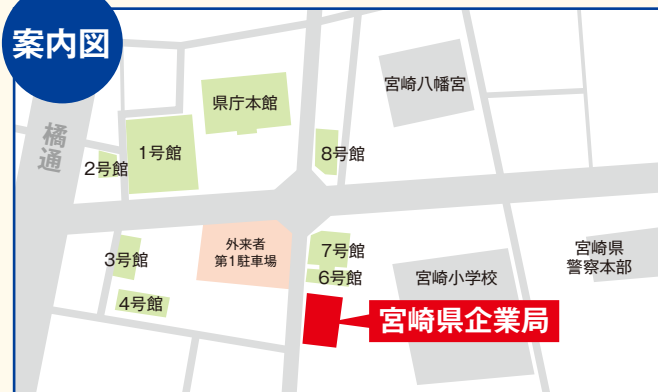 案内図
宮崎八幡宮
県庁本館
橘通
1号館
8号館
2号館
外来者
第1駐車場
7号館
宮崎県
警察本部
3号館
6号館
宮崎小学校
4号館
宮崎県企業局